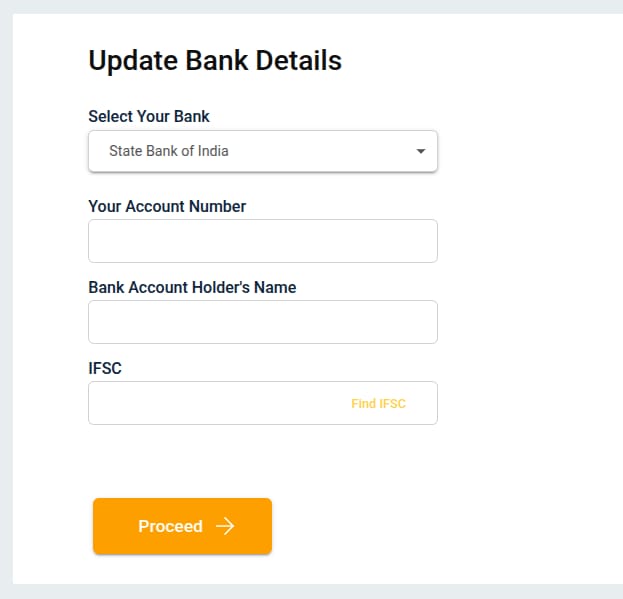 Update Bank Details
Select Your Bank
State Bank of India
Your Account Number
Bank Account Holder's Name
IFSC
Find IFSC
Proceed